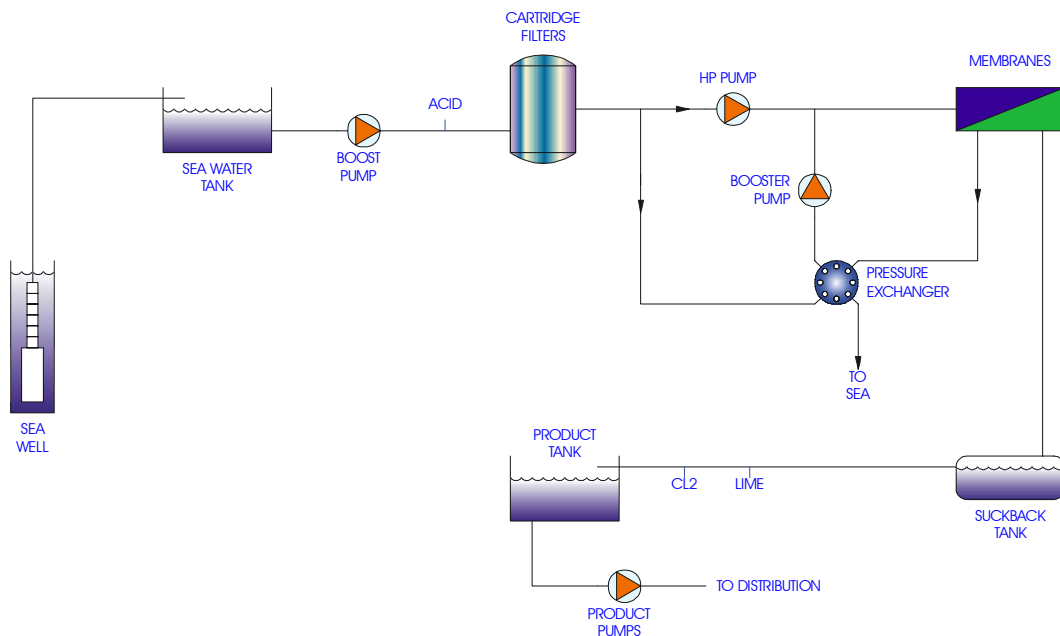 CARTRIDGE
FILTERS
MEMBRANES
HP PUMP
ACID
BOOST
PUMP
SEA WATER
TANK
BOOSTER
PUMP
PRESSURE
EXCHANGER
TO
SEA
SEA
WELL
PRODUCT
TANK
CL2
LIME
SUCKBACK
TANK
TO DISTRIBUTION
PRODUCT
PUMPS